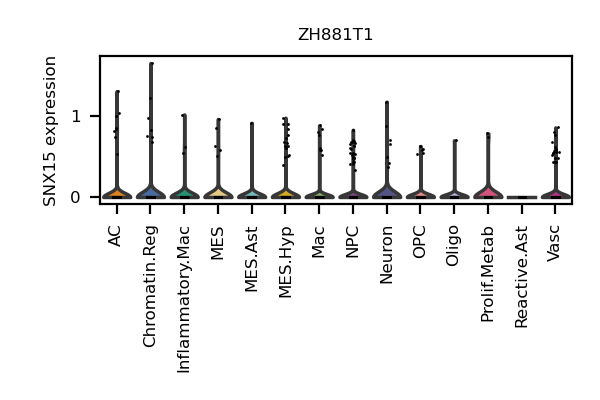 ZH881T1
SNX15 expression
1
0
AC
Chromatin.Reg
Inflammatory.Mac
MES
MES.Ast
MES.Hyp
Mac
NPC
Neuron
OPC
Oligo
Prolif.Metab
Reactive.Ast
Vasc